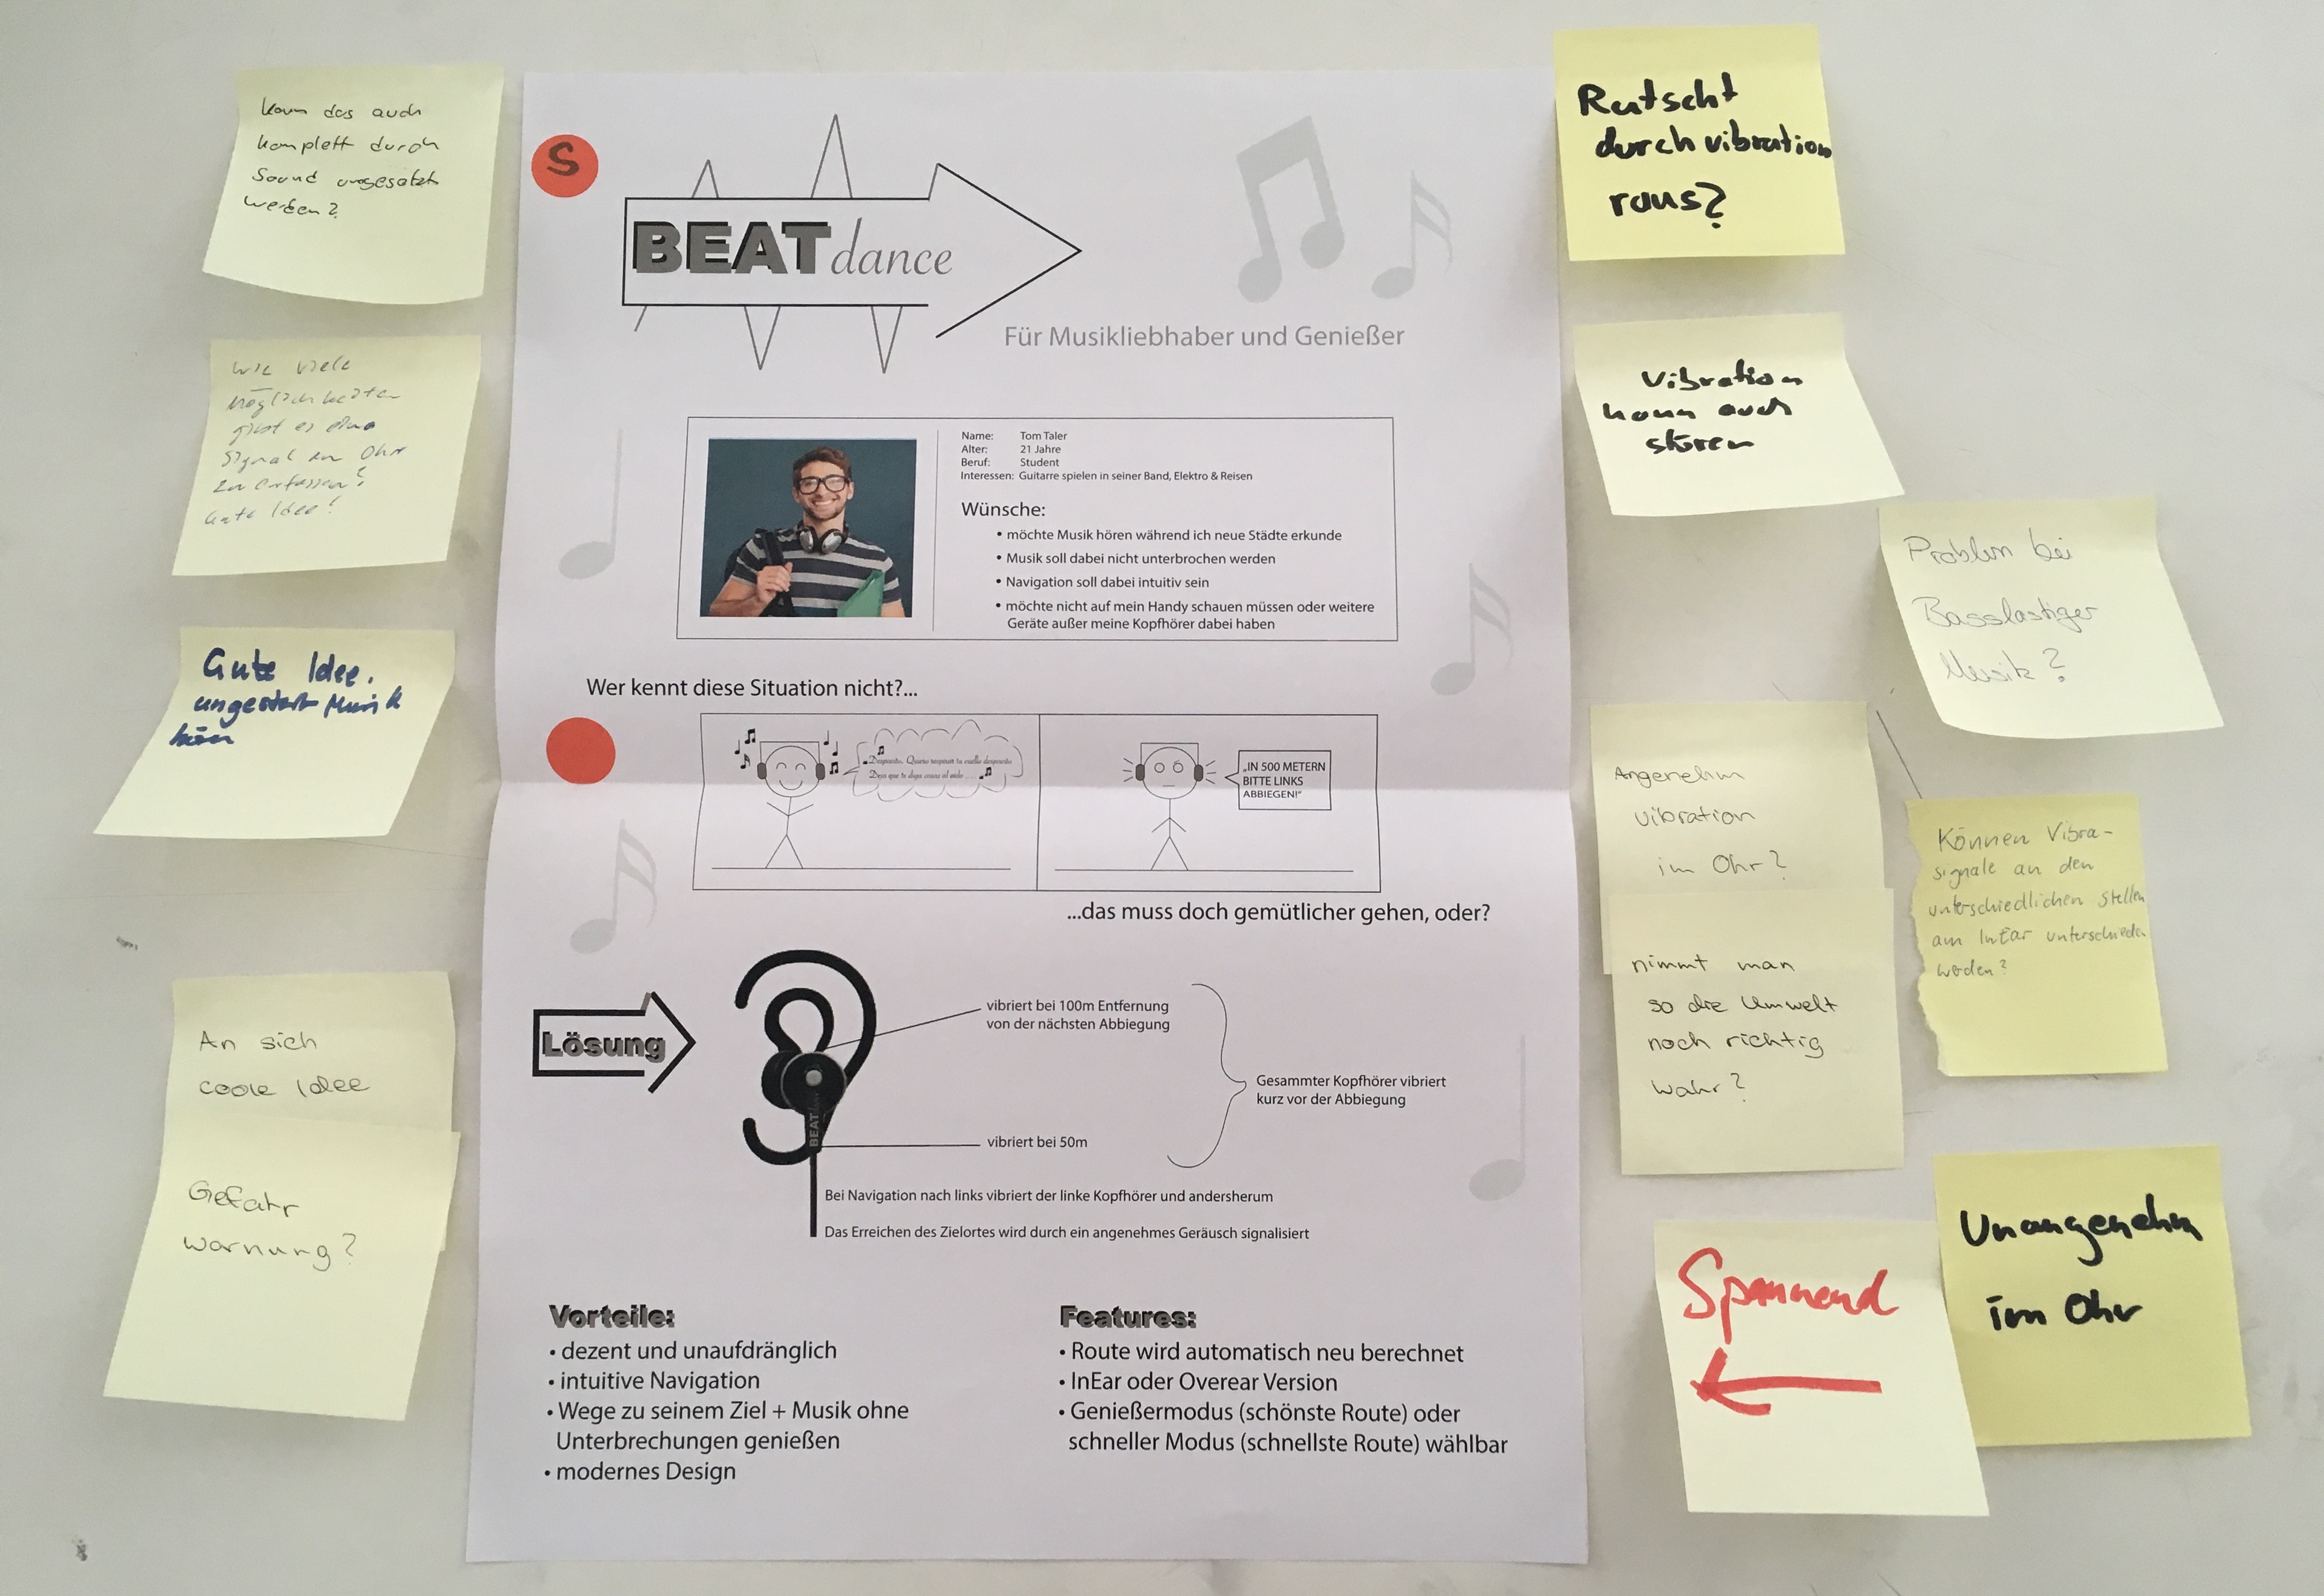 kann das auch
komplett durch
Sound umgesetzt
werden?
Wie viele
Möglichkeiten
gibt es eine
Signal am Ohr
zu erfassen?
Gute Idee!
Gute Idee.
ungestört Musik
hören
An sich
coole Idee
Gefahr
warnung?
S
BEATdance
Für Musikliebhaber und Genießer
Name: Tom Taler
Alter: 21 Jahre
Beruf: Student
Interessen: Guitarre spielen in seiner Band, Elektro & Reisen
Wünsche:
• möchte Musik hören während ich neue Städte erkunde
• Musik soll dabei nicht unterbrochen werden
• Navigation soll dabei intuitiv sein
• möchte nicht auf mein Handy schauen müssen oder weitere
Geräte außer meine Kopfhörer dabei haben
Wer kennt diese Situation nicht?...
Despacito. Quiero respirar tu cuello despacito
Deja que te diga cosas al oído ....
„IN 500 METERN
BITTE LINKS
ABBIEGEN!"
...das muss doch gemütlicher gehen, oder?
Lösung
BEAT
vibriert bei 100m Entfernung
von der nächsten Abbiegung
Gesammter Kopfhörer vibriert
kurz vor der Abbiegung
vibriert bei 50m
Bei Navigation nach links vibriert der linke Kopfhörer und andersherum
Das Erreichen des Zielortes wird durch ein angenehmes Geräusch signalisiert
Vorteile:
• dezent und unaufdränglich
• intuitive Navigation
• Wege zu seinem Ziel + Musik ohne
Unterbrechungen genießen
• modernes Design
Features:
• Route wird automatisch neu berechnet
• InEar oder Overear Version
• Genießermodus (schönste Route) oder
schneller Modus (schnellste Route) wählbar
Rutscht
durch vibration
raus?
Vibration
kann auch
stören
Problem bei
Basslastiger
Musik?
Angenehm
vibration
im Ohr?
nimmt man
so die Umwelt
noch richtig
wahr?
Können Vibra-
signale an den
unterschiedlichen Stellen
am InEar unterschieden
werden?
Spannend
Unangenehm
im Ohr